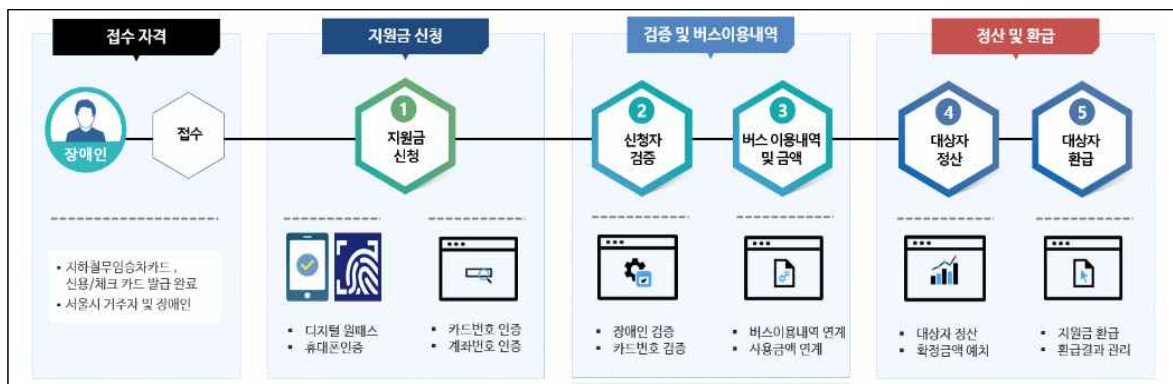 접수 자격
지원금 신청
검증 및 버스이용내역
정산 및 환급
장애인
접수
1
지원금
신청
2
신청자
검증
3
버스 이용내역
및 금액
4
대상자
정산
5
대상자
환급
• 지하철무임승차카드 ,
신용/체크 카드 발급 완료
• 서울시 거주자 및 장애인
▪ 디지털 원패스
▪ 휴대폰인증
▪ 카드번호 인증
▪ 계좌번호 인증
▪ 장애인 검증
▪ 카드번호 검증
▪ 버스이용내역 연계
▪ 사용금액 연계
▪ 대상자 정산
▪ 확정금액 예치
▪ 지원금 환급
▪ 환급결과 관리